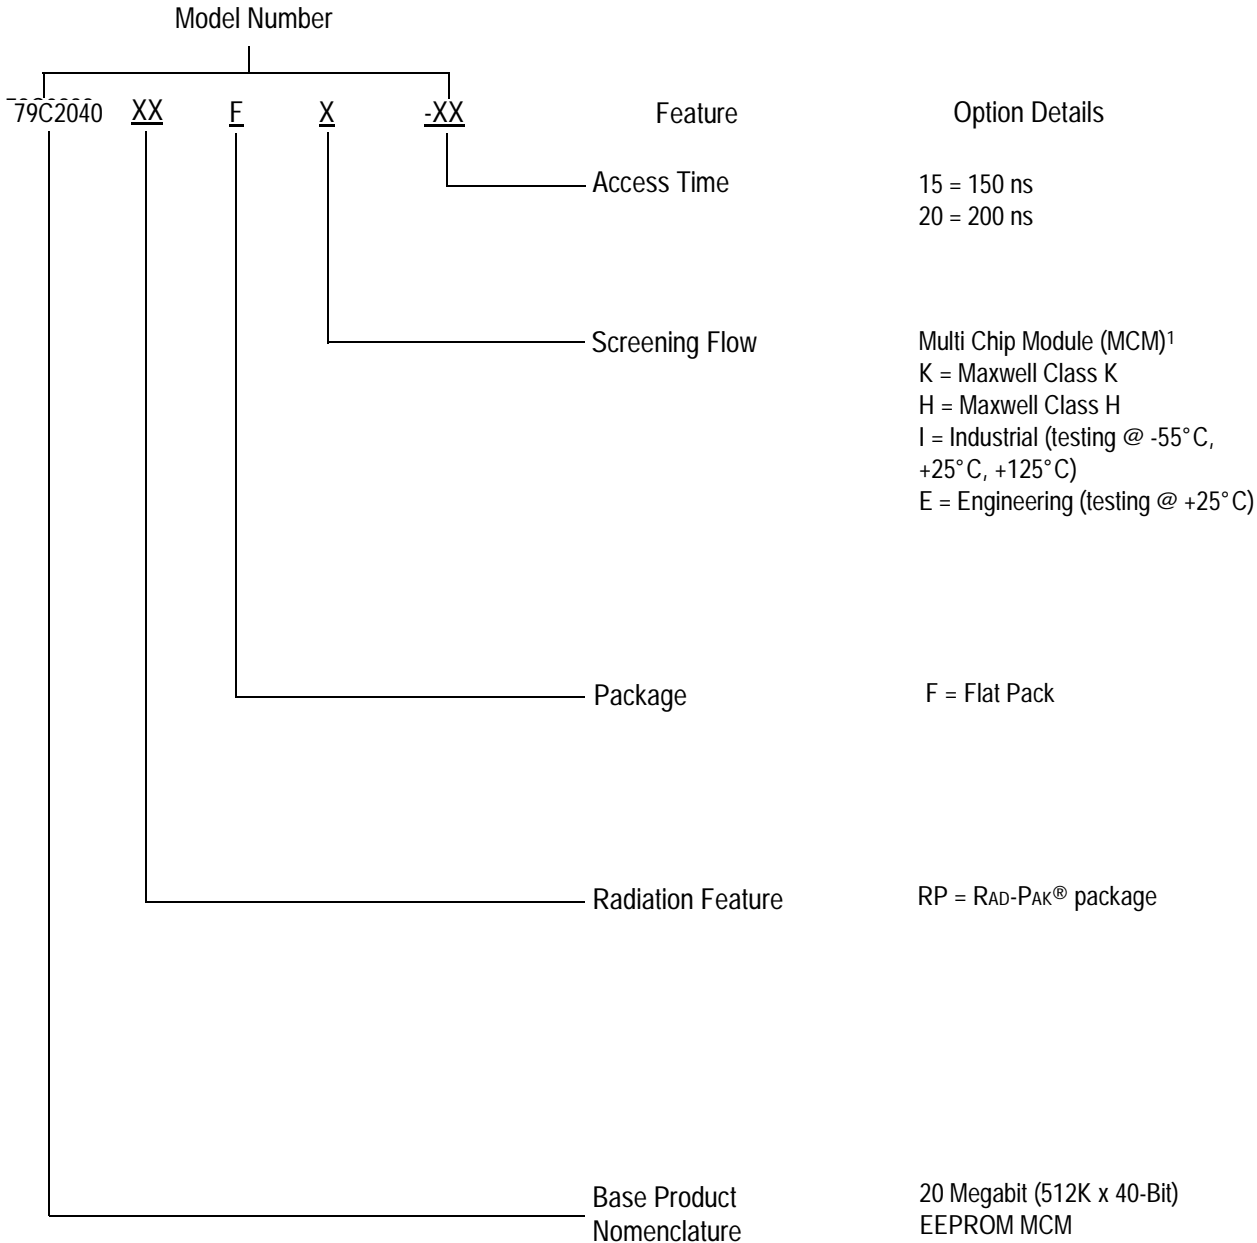 Model Number
79C2040 XX F X -XX Feature Option Details
Access Time 15 = 150 ns
20 = 200 ns
Screening Flow Multi Chip Module (MCM)1
K = Maxwell Class K
H = Maxwell Class H
I = Industrial (testing @ -55°C,
+25°C, +125°C)
E = Engineering (testing @ +25°C)
Package F = Flat Pack
Radiation Feature RP = RAD-PAK® package
Base Product 20 Megabit (512K x 40-Bit)
Nomenclature EEPROM MCM